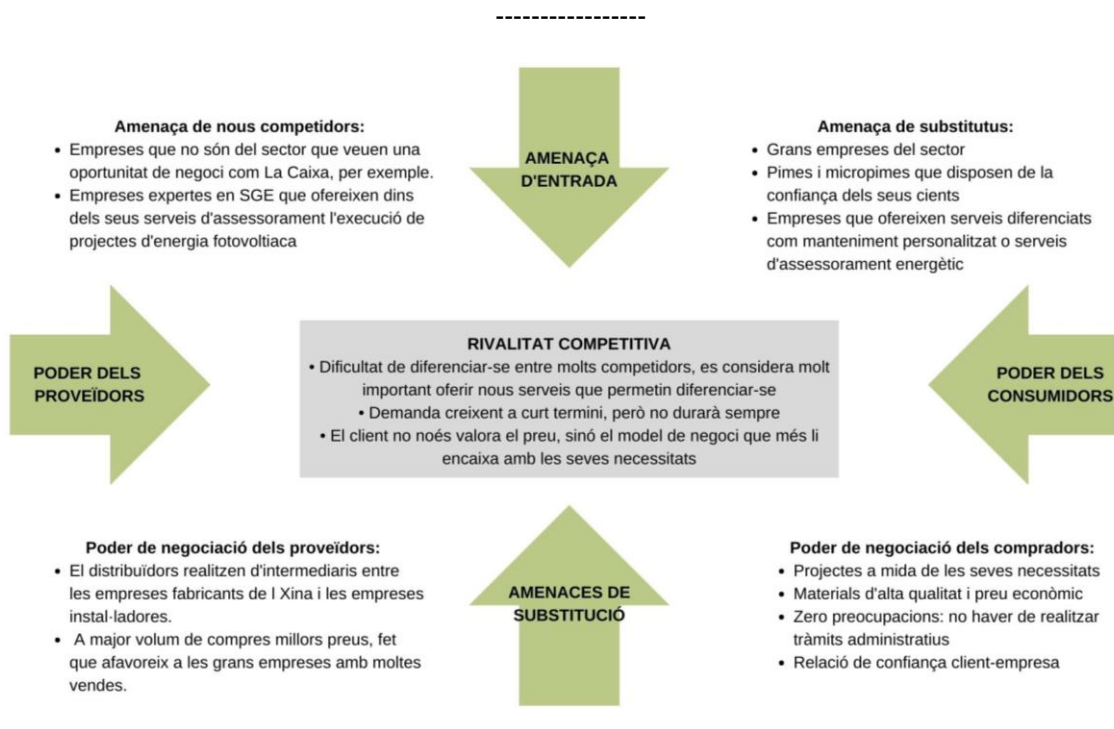 -----------------
Amenaça de nous competidors:
• Empreses que no són del sector que veuen una
oportunitat de negoci com La Caixa, per exemple.
• Empreses expertes en SGE que ofereixen dins
dels seus serveis d'assessorament l'execució de
projectes d'energia fotovoltiaca
AMENAÇA
D'ENTRADA
Amenaça de substitutus:
• Grans empreses del sector
• Pimes i micropimes que disposen de la
confiança dels seus cients
• Empreses que ofereixen serveis diferenciats
com manteniment personalitzat o serveis
d'assessorament energètic
PODER DELS
PROVEÏDORS
RIVALITAT COMPETITIVA
• Dificultat de diferenciar-se entre molts competidors, es considera molt
important oferir nous serveis que permetin diferenciar-se
• Demanda creixent a curt termini, però no durarà sempre
• El client no noés valora el preu, sinó el model de negoci que més li
encaixa amb les seves necessitats
PODER DELS
CONSUMIDORS
Poder de negociació dels proveïdors:
• El distribuïdors realitzen d'intermediaris entre
les empreses fabricants de l Xina i les empreses
instal·ladores.
• A major volum de compres millors preus, fet
que afavoreix a les grans empreses amb moltes
vendes.
AMENACES DE
SUBSTITUCIÓ
Poder de negociació dels compradors:
• Projectes a mida de les seves necessitats
• Materials d'alta qualitat i preu econòmic
• Zero preocupacions: no haver de realitzar
tràmits administratius
• Relació de confiança client-empresa